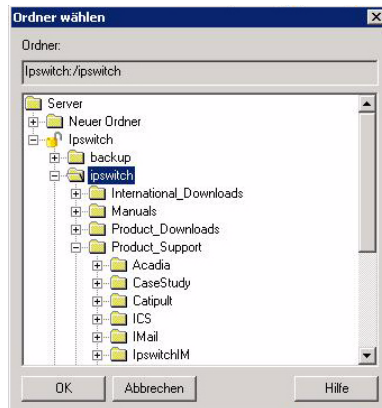 Ordner wählen
Ordner:
Ipswitch:/ipswitch
Server
Neuer Ordner
Ipswitch
backup
ipswitch
International_Downloads
Manuals
Product_Downloads
Product_Support
Acadia
CaseStudy
Catipult
ICS
IMail
IpswitchIM
OK Abbrechen Hilfe